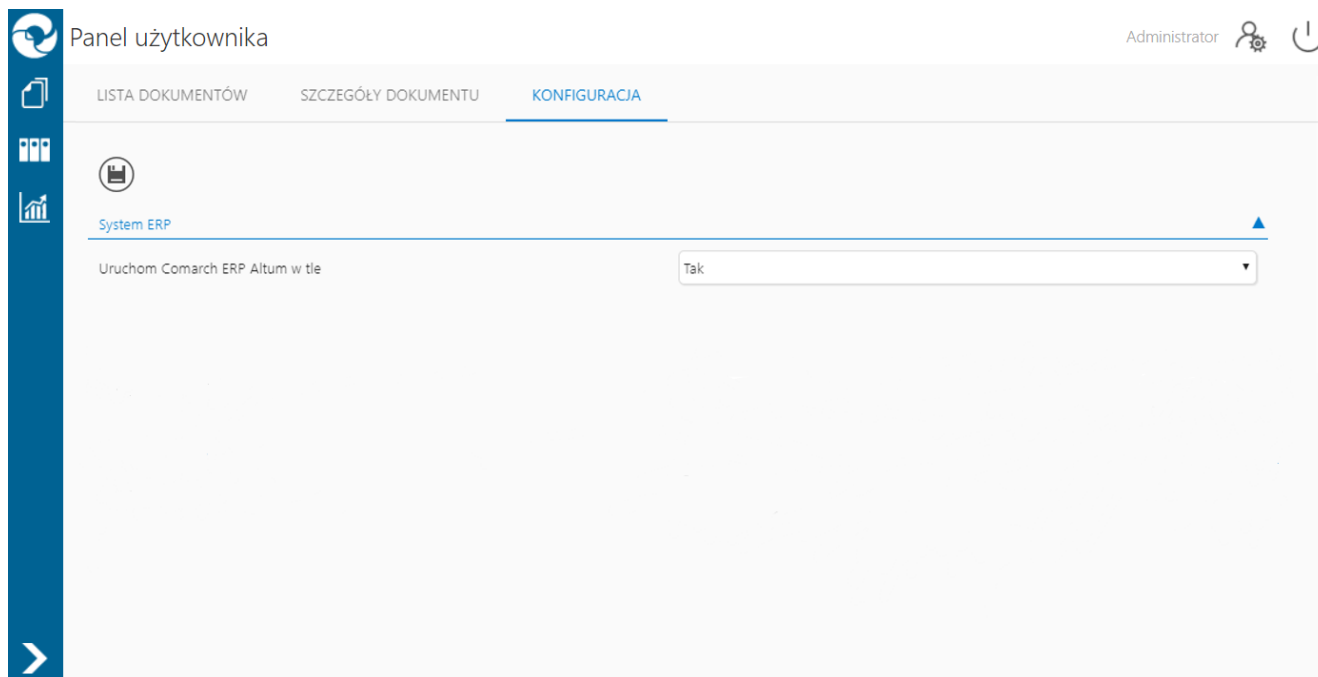 Panel użytkownika
Administrator
LISTA DOKUMENTÓW SZCZEGÓŁY DOKUMENTU KONFIGURACJA
System ERP
Uruchom Comarch ERP Altum w tle Tak